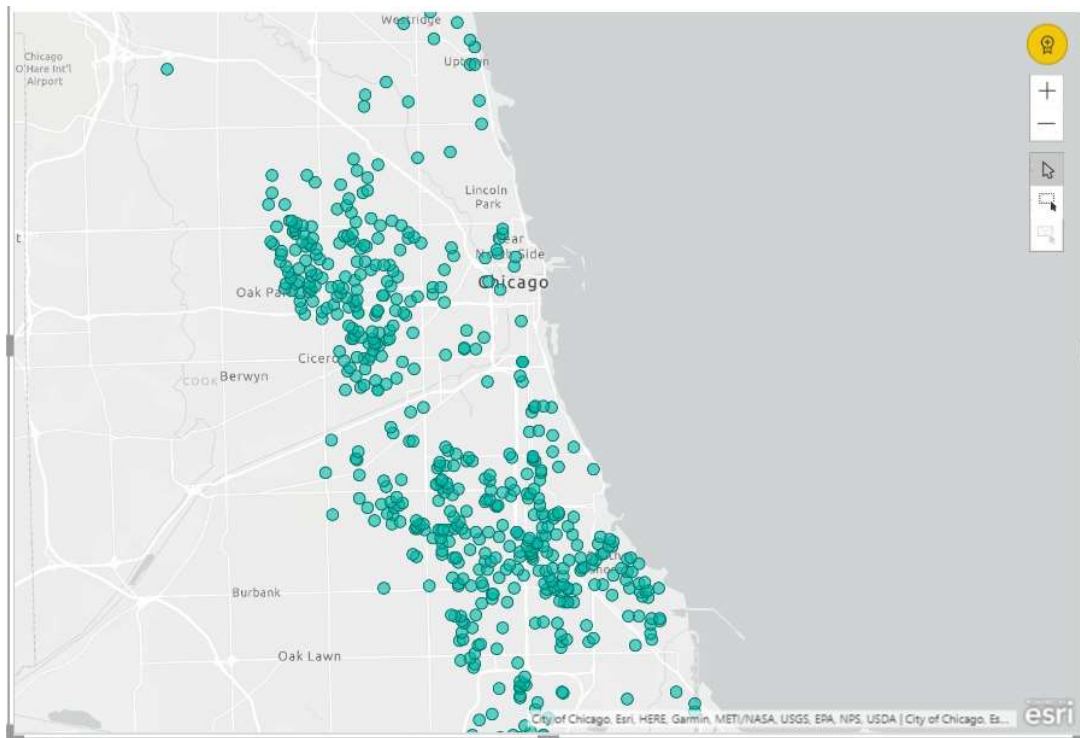 Westridge
Chicago
O'Hare Int'l
Airport
Uptown
Lincoln
Park
Near
North Side
Chicago
Oak Park
Cicero
COOK
Berwyn
Burbank
Oak Lawn
City of Chicago, Esri, HERE, Garmin, METI/NASA, USGS, EPA, NPS, USDA | City of Chicago, Es...
esri